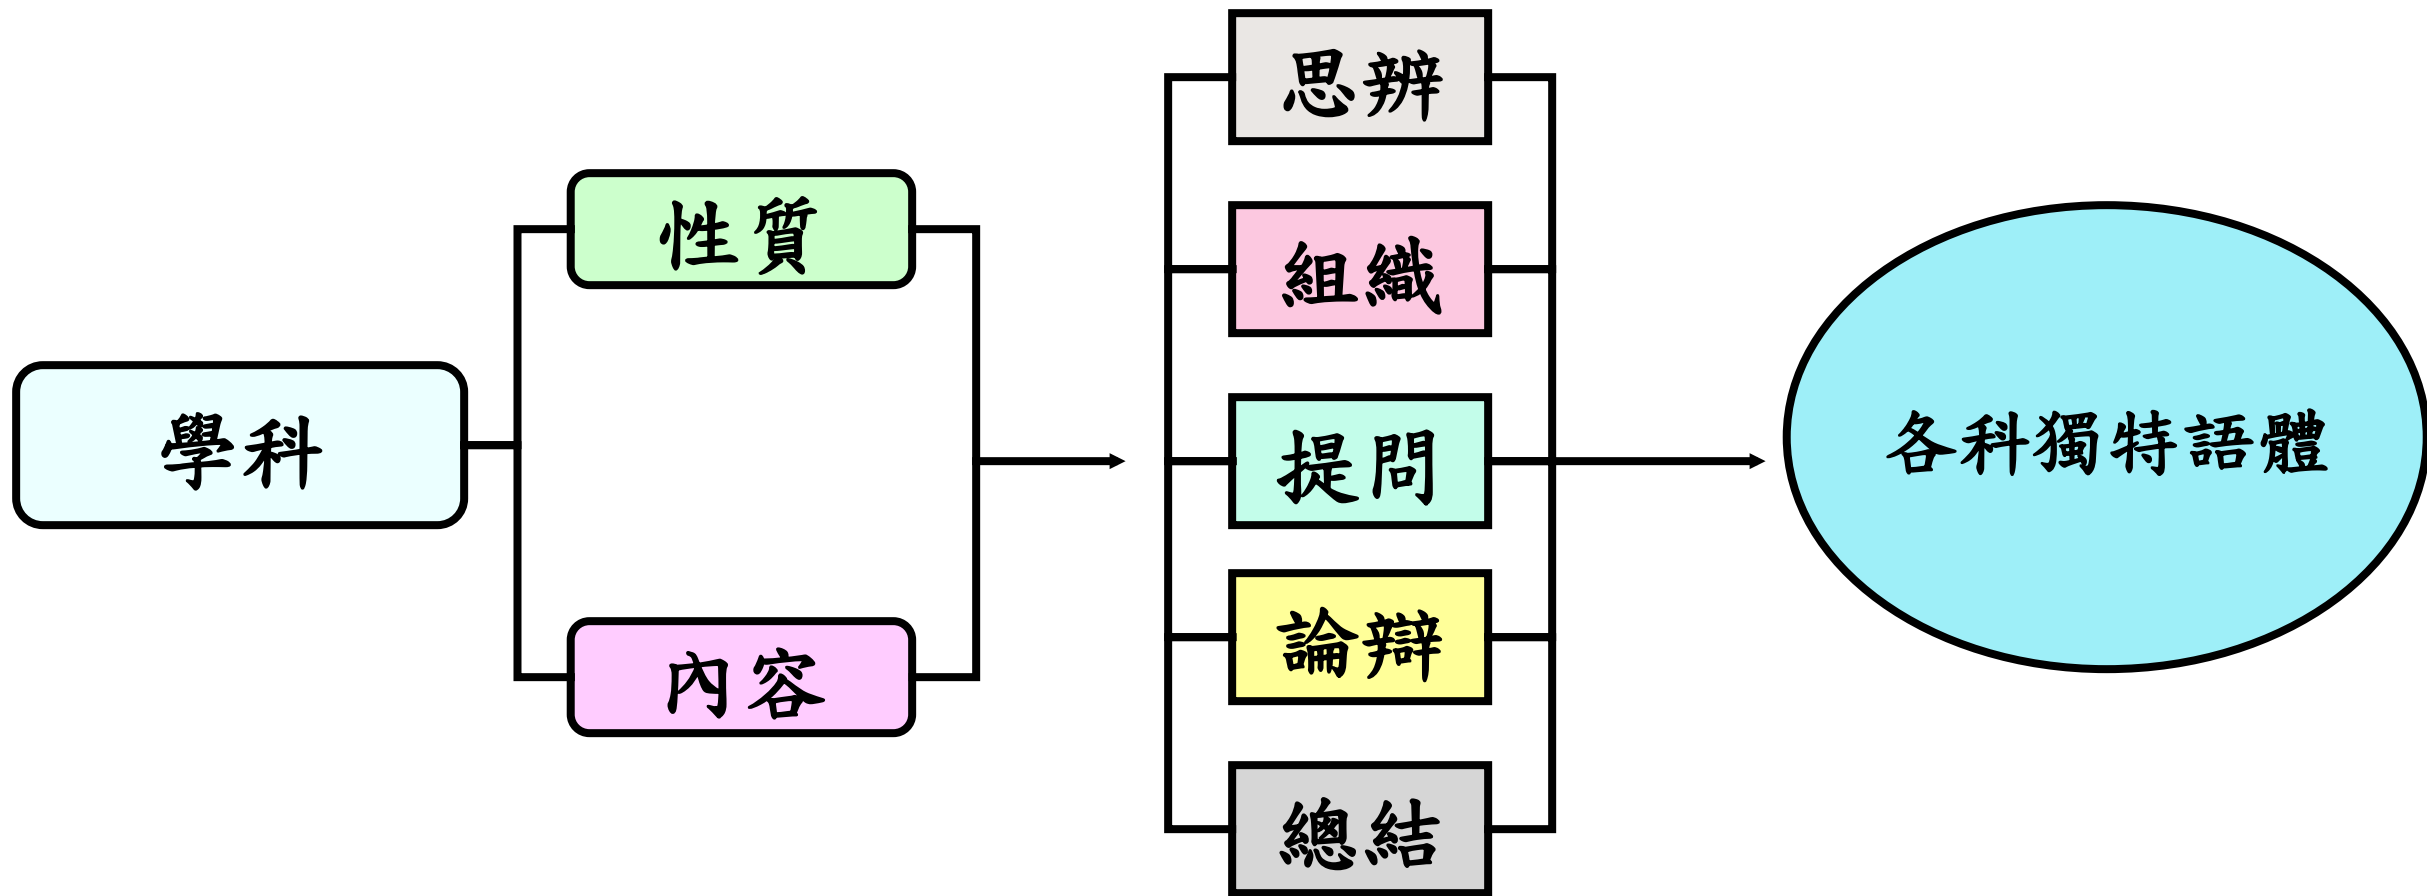 學科
性質
內容
思辨
組織
提問
論辯
總結
各科獨特語體